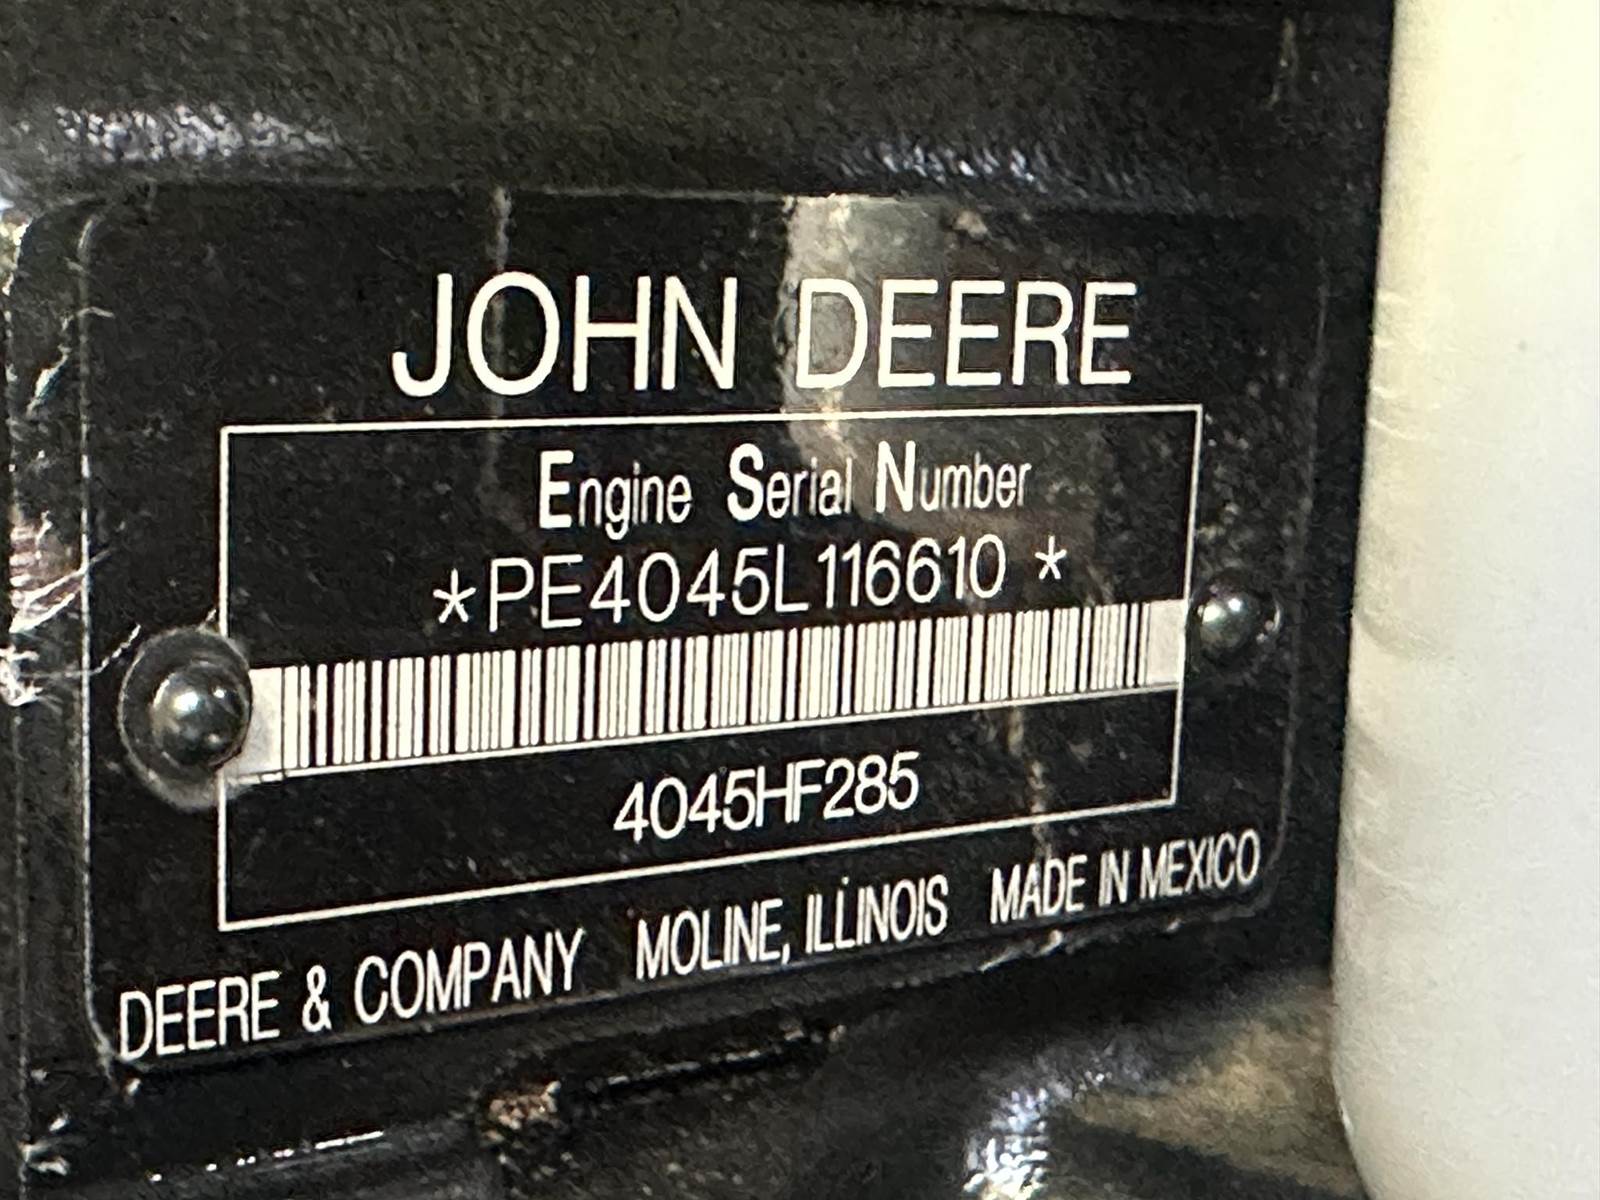 JOHN DEERE
Engine Serial Number
*PE4045L116610 *
4045HF285
DEERE & COMPANY MOLINE, ILLINOIS MADE IN MEXICO